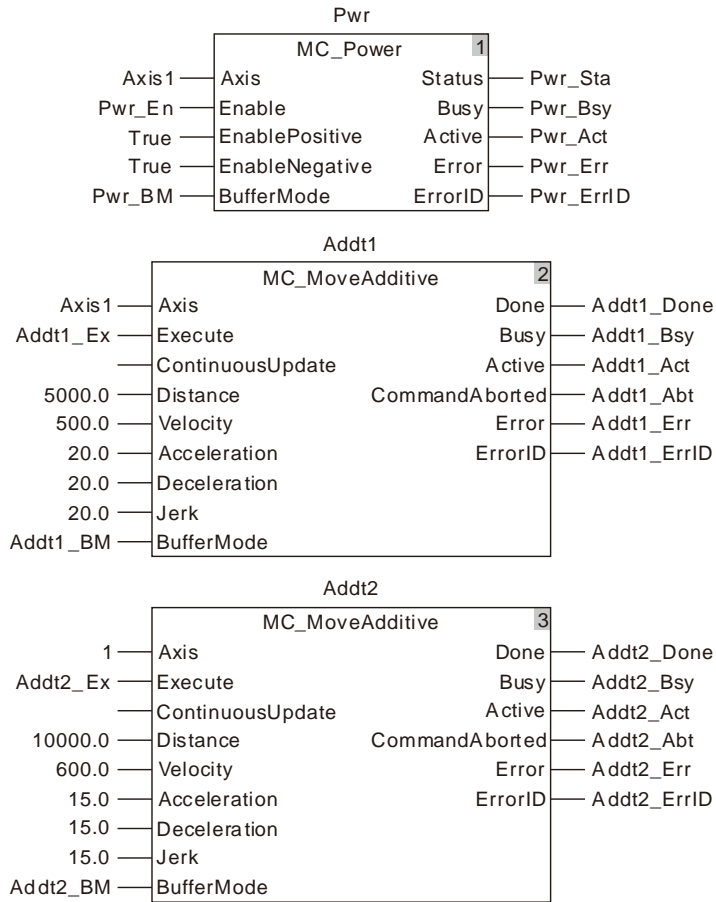 Pwr
MC_Power 1
Axis1 Axis Status Pwr_Sta
Pwr_En Enable Busy Pwr_Bsy
True EnablePositive Active Pwr_Act
True EnableNegative Error Pwr_Err
Pwr_BM BufferMode ErrorID Pwr_ErrID
Addt1
MC_MoveAdditive 2
Axis1 Axis Done Addt1_Done
Addt1_Ex Execute Busy Addt1_Bsy
ContinuousUpdate Active Addt1_Act
5000.0 Distance CommandAborted Addt1_Abt
500.0 Velocity Error Addt1_Err
20.0 Acceleration ErrorID Addt1_ErrID
20.0 Deceleration
20.0 Jerk
Addt1_BM BufferMode
Addt2
MC_MoveAdditive 3
1 Axis Done Addt2_Done
Addt2_Ex Execute Busy Addt2_Bsy
ContinuousUpdate Active Addt2_Act
10000.0 Distance CommandAborted Addt2_Abt
600.0 Velocity Error Addt2_Err
15.0 Acceleration ErrorID Addt2_ErrID
15.0 Deceleration
15.0 Jerk
Addt2_BM BufferMode